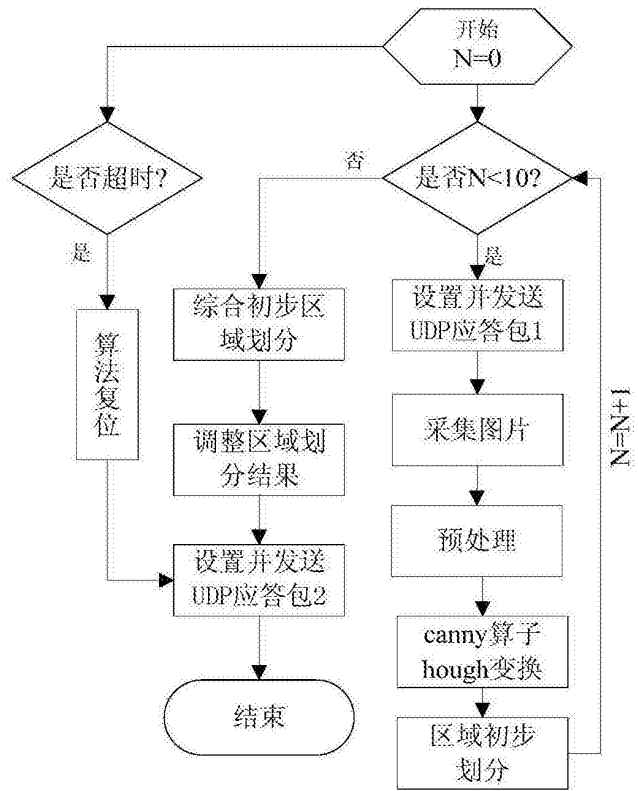 开始
N=0
是否超时?
否
是否N<10?
是
是
综合初步区
域划分
设置并发送
UDP应答包1
算法复位
调整区域划
分结果
采集图片
N=N+1
设置并发送
UDP应答包2
预处理
canny算子
hough变换
结束
区域初步
划分